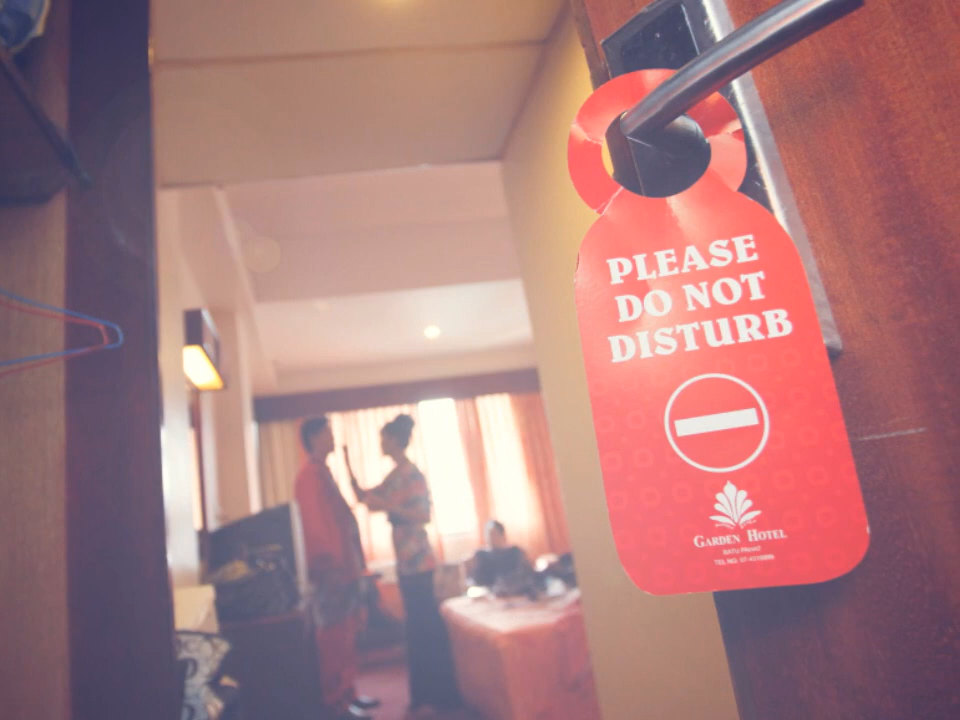 PLEASE
DO NOT
DISTURB
GARDEN HOTEL
BATU PAHAT